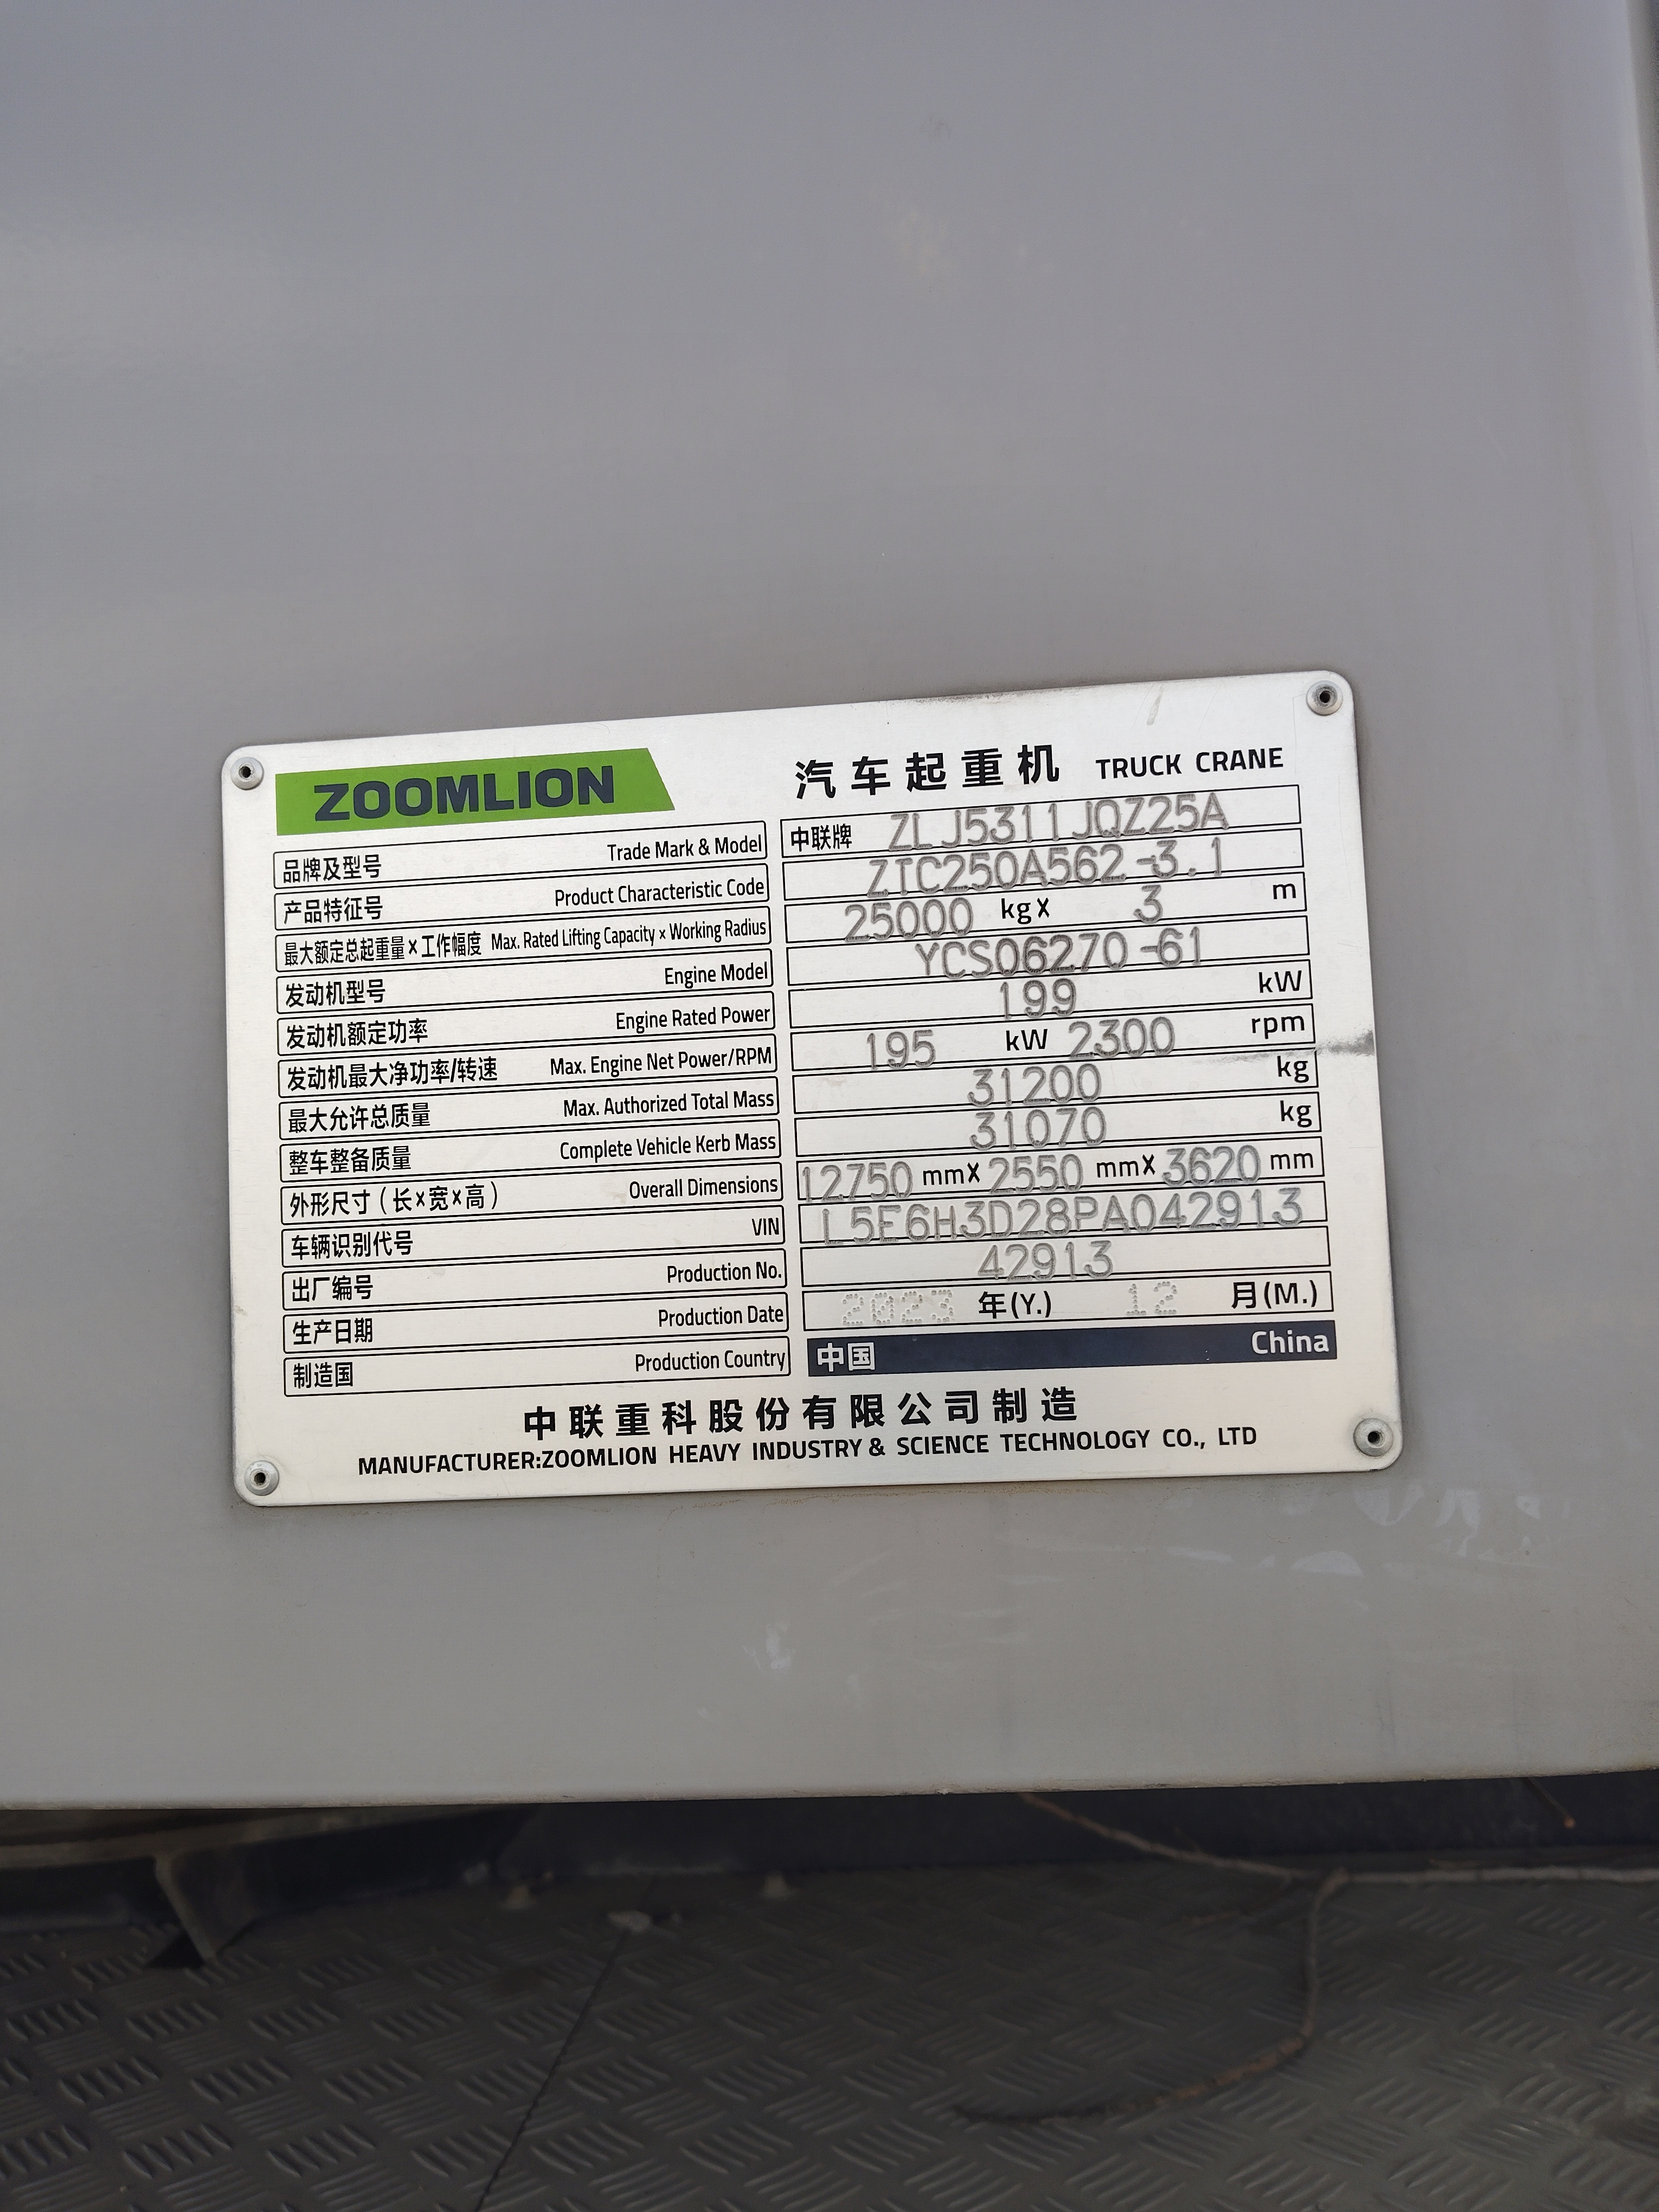 ZOOMLION 汽车起重机 TRUCK CRANE
品牌及型号 Trade Mark & Model 中联牌 ZLJ5311JQZ25A
产品特征号 Product Characteristic Code ZTC250A562-3.1
最大额定总起重量×工作幅度 Max. Rated Lifting Capacity × Working Radius 25000 kg× 3 m
发动机型号 Engine Model YCS06270-61
发动机额定功率 Engine Rated Power 199 kW
发动机最大净功率/转速 Max. Engine Net Power/RPM 195 kW 2300 rpm
最大允许总质量 Max. Authorized Total Mass 31200 kg
整车整备质量 Complete Vehicle Kerb Mass 31070 kg
外形尺寸(长×宽×高) Overall Dimensions 12750 mm× 2550 mm× 3620 mm
车辆识别代号 VIN L5E6H3D28PA042913
出厂编号 Production No. 42913
生产日期 Production Date 2023 年(Y.) 12 月(M.)
制造国 Production Country 中国 China
中联重科股份有限公司制造
MANUFACTURER:ZOOMLION HEAVY INDUSTRY & SCIENCE TECHNOLOGY CO., LTD